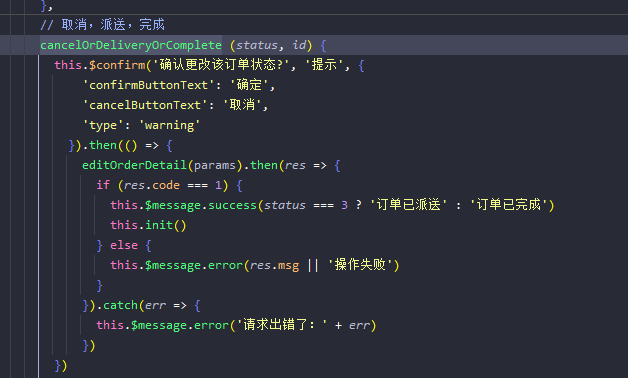 },
// 取消，派送，完成
cancelOrDeliveryOrComplete (status, id) {
this.$confirm('确认更改该订单状态?', '提示', {
'confirmButtonText': '确定',
'cancelButtonText': '取消',
'type': 'warning'
}).then(() => {
editOrderDetail(params).then(res => {
if (res.code === 1) {
this.$message.success(status === 3 ? '订单已派送' : '订单已完成')
this.init()
} else {
this.$message.error(res.msg || '操作失败')
}
}).catch(err => {
this.$message.error('请求出错了：' + err)
})
})